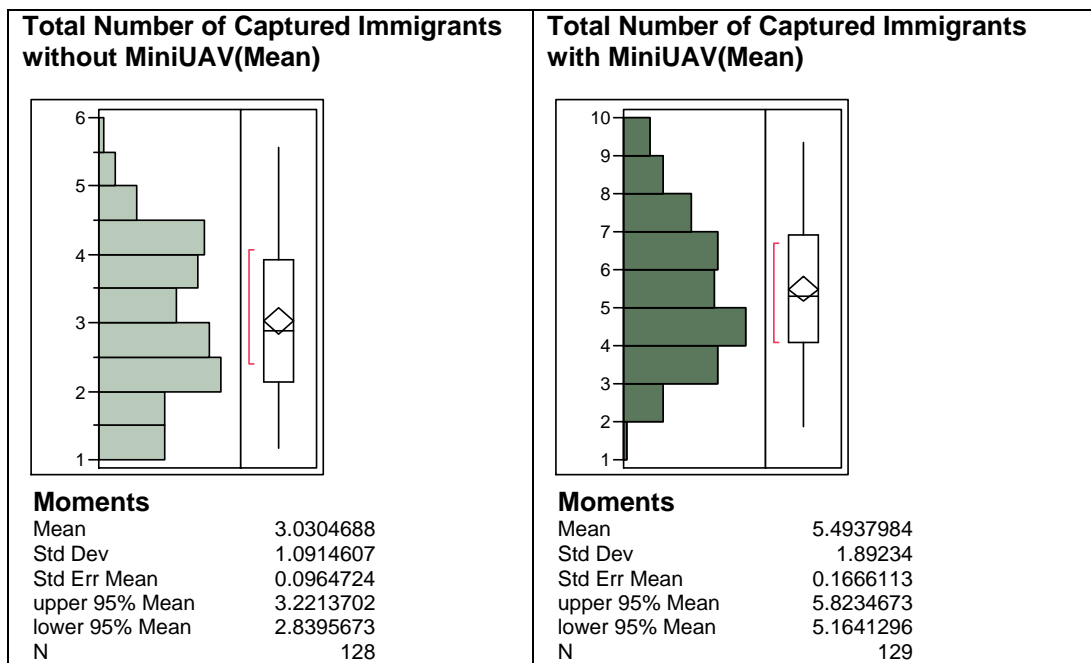 Total Number of Captured Immigrants
without MiniUAV(Mean)
6
5
4
3
2
1
Moments
Mean 3.0304688
Std Dev 1.0914607
Std Err Mean 0.0964724
upper 95% Mean 3.2213702
lower 95% Mean 2.8395673
N 128
Total Number of Captured Immigrants
with MiniUAV(Mean)
10
9
8
7
6
5
4
3
2
1
Moments
Mean 5.4937984
Std Dev 1.89234
Std Err Mean 0.1666113
upper 95% Mean 5.8234673
lower 95% Mean 5.1641296
N 129